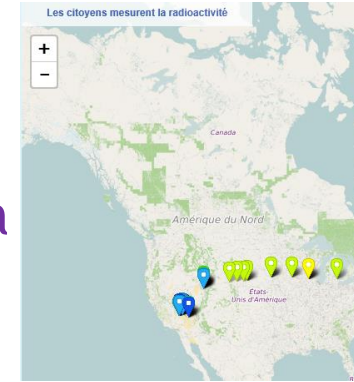 Les citoyens mesurent la radioactivité
+
−
Canada
Amérique du Nord
États-
Unis d'Amérique